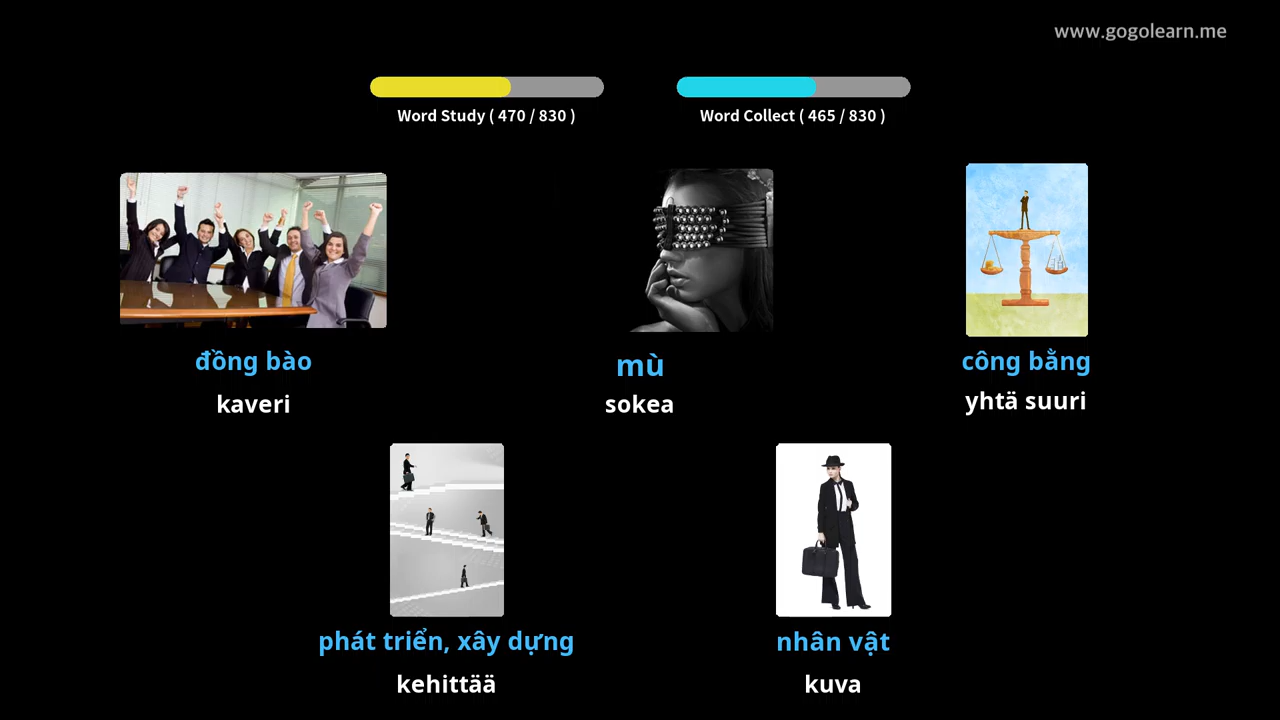 www.gogolearn.me
Word Study ( 470 / 830 )
Word Collect ( 465 / 830 )
đồng bào
kaveri
mù
sokea
công bằng
yhtä suuri
phát triển, xây dựng
kehittää
nhân vật
kuva